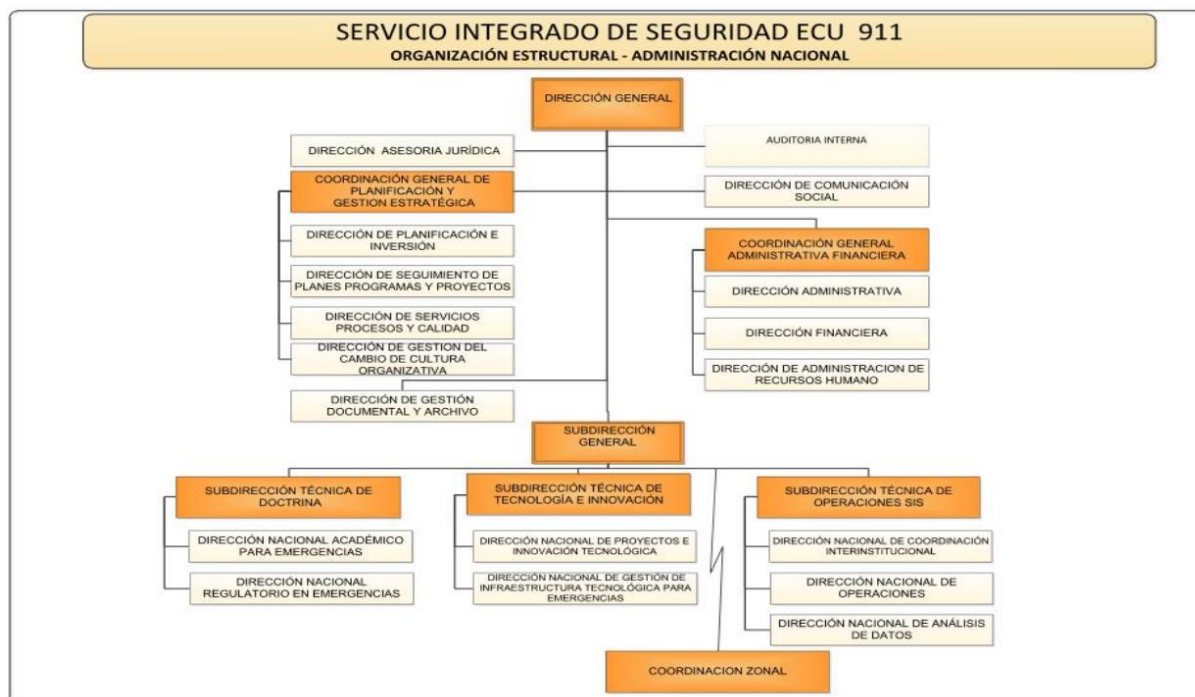 SERVICIO INTEGRADO DE SEGURIDAD ECU 911
ORGANIZACIÓN ESTRUCTURAL - ADMINISTRACIÓN NACIONAL
DIRECCIÓN GENERAL
DIRECCIÓN ASESORIA JURÍDICA
AUDITORIA INTERNA
COORDINACIÓN GENERAL DE
PLANIFICACIÓN Y
GESTION ESTRATÉGICA
DIRECCIÓN DE COMUNICACIÓN
SOCIAL
DIRECCIÓN DE PLANIFICACIÓN E
INVERSIÓN
DIRECCIÓN DE SEGUIMIENTO DE
PLANES PROGRAMAS Y PROYECTOS
DIRECCIÓN DE SERVICIOS
PROCESOS Y CALIDAD
DIRECCIÓN DE GESTION DEL
CAMBIO DE CULTURA
ORGANIZATIVA
DIRECCIÓN DE GESTIÓN
DOCUMENTAL Y ARCHIVO
COORDINACIÓN GENERAL
ADMINISTRATIVA FINANCIERA
DIRECCIÓN ADMINISTRATIVA
DIRECCIÓN FINANCIERA
DIRECCIÓN DE ADMINISTRACION DE
RECURSOS HUMANO
SUBDIRECCIÓN
GENERAL
SUBDIRECCIÓN TÉCNICA DE
DOCTRINA
DIRECCIÓN NACIONAL ACADÉMICO
PARA EMERGENCIAS
DIRECCIÓN NACIONAL
REGULATORIO EN EMERGENCIAS
SUBDIRECCIÓN TÉCNICA DE
TECNOLOGÍA E INNOVACIÓN
DIRECCIÓN NACIONAL DE PROYECTOS E
INNOVACIÓN TECNOLÓGICA
DIRECCIÓN NACIONAL DE GESTIÓN DE
INFRAESTRUCTURA TECNOLÓGICA PARA
EMERGENCIAS
SUBDIRECCIÓN TÉCNICA DE
OPERACIONES SIS
DIRECCIÓN NACIONAL DE COORDINACIÓN
INTERINSTITUCIONAL
DIRECCIÓN NACIONAL DE
OPERACIONES
DIRECCIÓN NACIONAL DE ANÁLISIS
DE DATOS
COORDINACION ZONAL